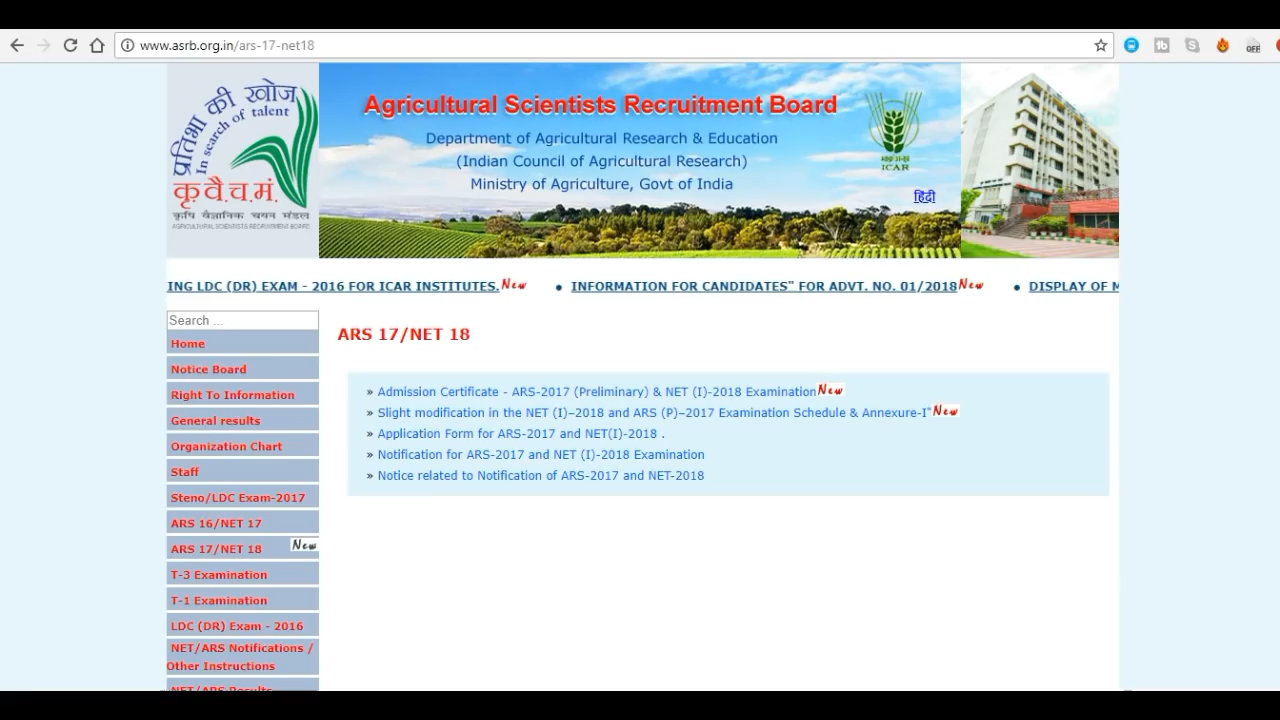 www.asrb.org.in/ars-17-net18
OFF
प्रतिभा की खोज
In search of talent
कृ.वै.च.मं.
कृषि वैज्ञानिक चयन मंडल
AGRICULTURAL SCIENTISTS RECRUITMENT BOARD
Agricultural Scientists Recruitment Board
Department of Agricultural Research & Education
(Indian Council of Agricultural Research)
Ministry of Agriculture, Govt of India
ICAR
हिंदी
ING LDC (DR) EXAM - 2016 FOR ICAR INSTITUTES. New • INFORMATION FOR CANDIDATES" FOR ADVT. NO. 01/2018 New • DISPLAY OF M
Search ...
Home
Notice Board
Right To Information
General results
Organization Chart
Staff
Steno/LDC Exam-2017
ARS 16/NET 17
ARS 17/NET 18 New
T-3 Examination
T-1 Examination
LDC (DR) Exam - 2016
NET/ARS Notifications /
Other Instructions
NET/ARS Results
ARS 17/NET 18
» Admission Certificate - ARS-2017 (Preliminary) & NET (I)-2018 Examination New
» Slight modification in the NET (I)–2018 and ARS (P)–2017 Examination Schedule & Annexure-I" New
» Application Form for ARS-2017 and NET(I)-2018 .
» Notification for ARS-2017 and NET (I)-2018 Examination
» Notice related to Notification of ARS-2017 and NET-2018